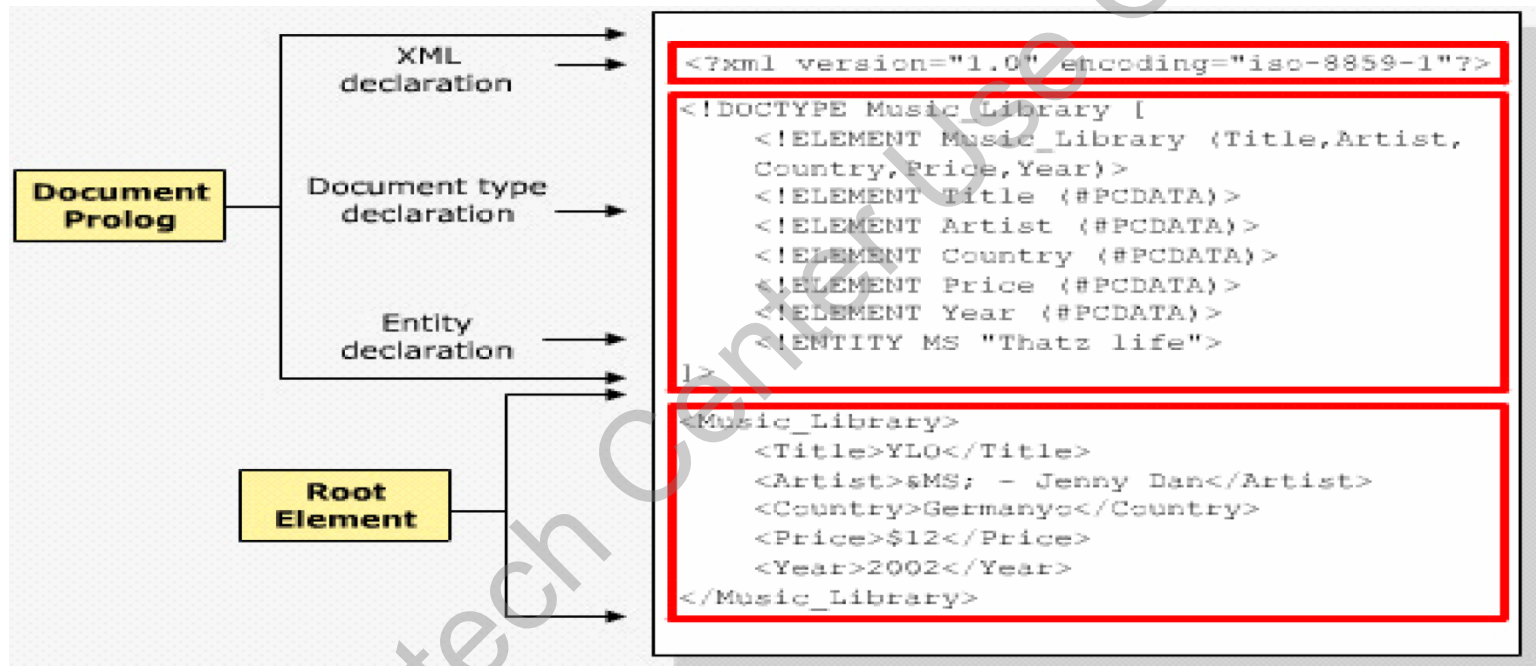 XML
declaration
Document
Prolog
Document type
declaration
Entity
declaration
Root
Element
<?xml version="1.0" encoding="iso-8859-1"?>
<!DOCTYPE Music_Library [
<!ELEMENT Music_Library (Title,Artist,
Country,Price,Year)>
<!ELEMENT Title (#PCDATA)>
<!ELEMENT Artist (#PCDATA)>
<!ELEMENT Country (#PCDATA)>
<!ELEMENT Price (#PCDATA)>
<!ELEMENT Year (#PCDATA)>
<!ENTITY MS "Thatz life">
]>
<Music_Library>
<Title>YLO</Title>
<Artist>&MS; - Jenny Dan</Artist>
<Country>Germanyo</Country>
<Price>$12</Price>
<Year>2002</Year>
</Music_Library>
tech Center Use